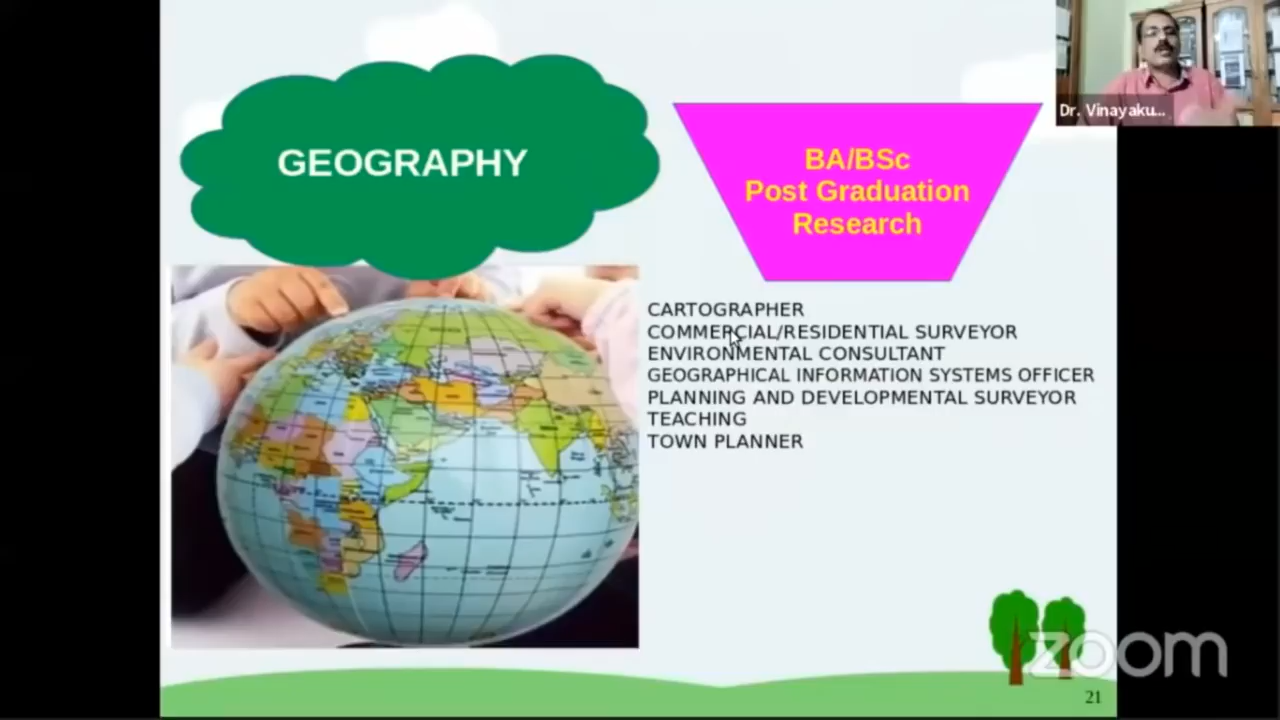 GEOGRAPHY
BA/BSc
Post Graduation
Research
Dr. Vinayaku...
CARTOGRAPHER
COMMERCIAL/RESIDENTIAL SURVEYOR
ENVIRONMENTAL CONSULTANT
GEOGRAPHICAL INFORMATION SYSTEMS OFFICER
PLANNING AND DEVELOPMENTAL SURVEYOR
TEACHING
TOWN PLANNER
zoom
21